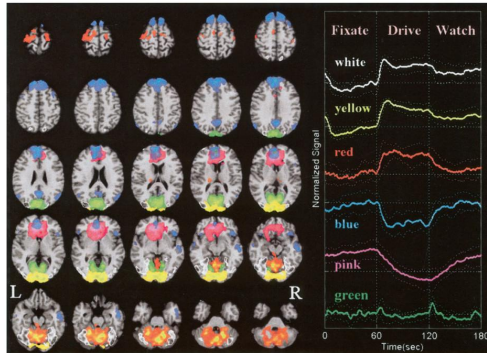 L
R
Fixate Drive Watch
white
yellow
red
blue
pink
green
Normalized Signal
0 60 120 180
Time(sec)